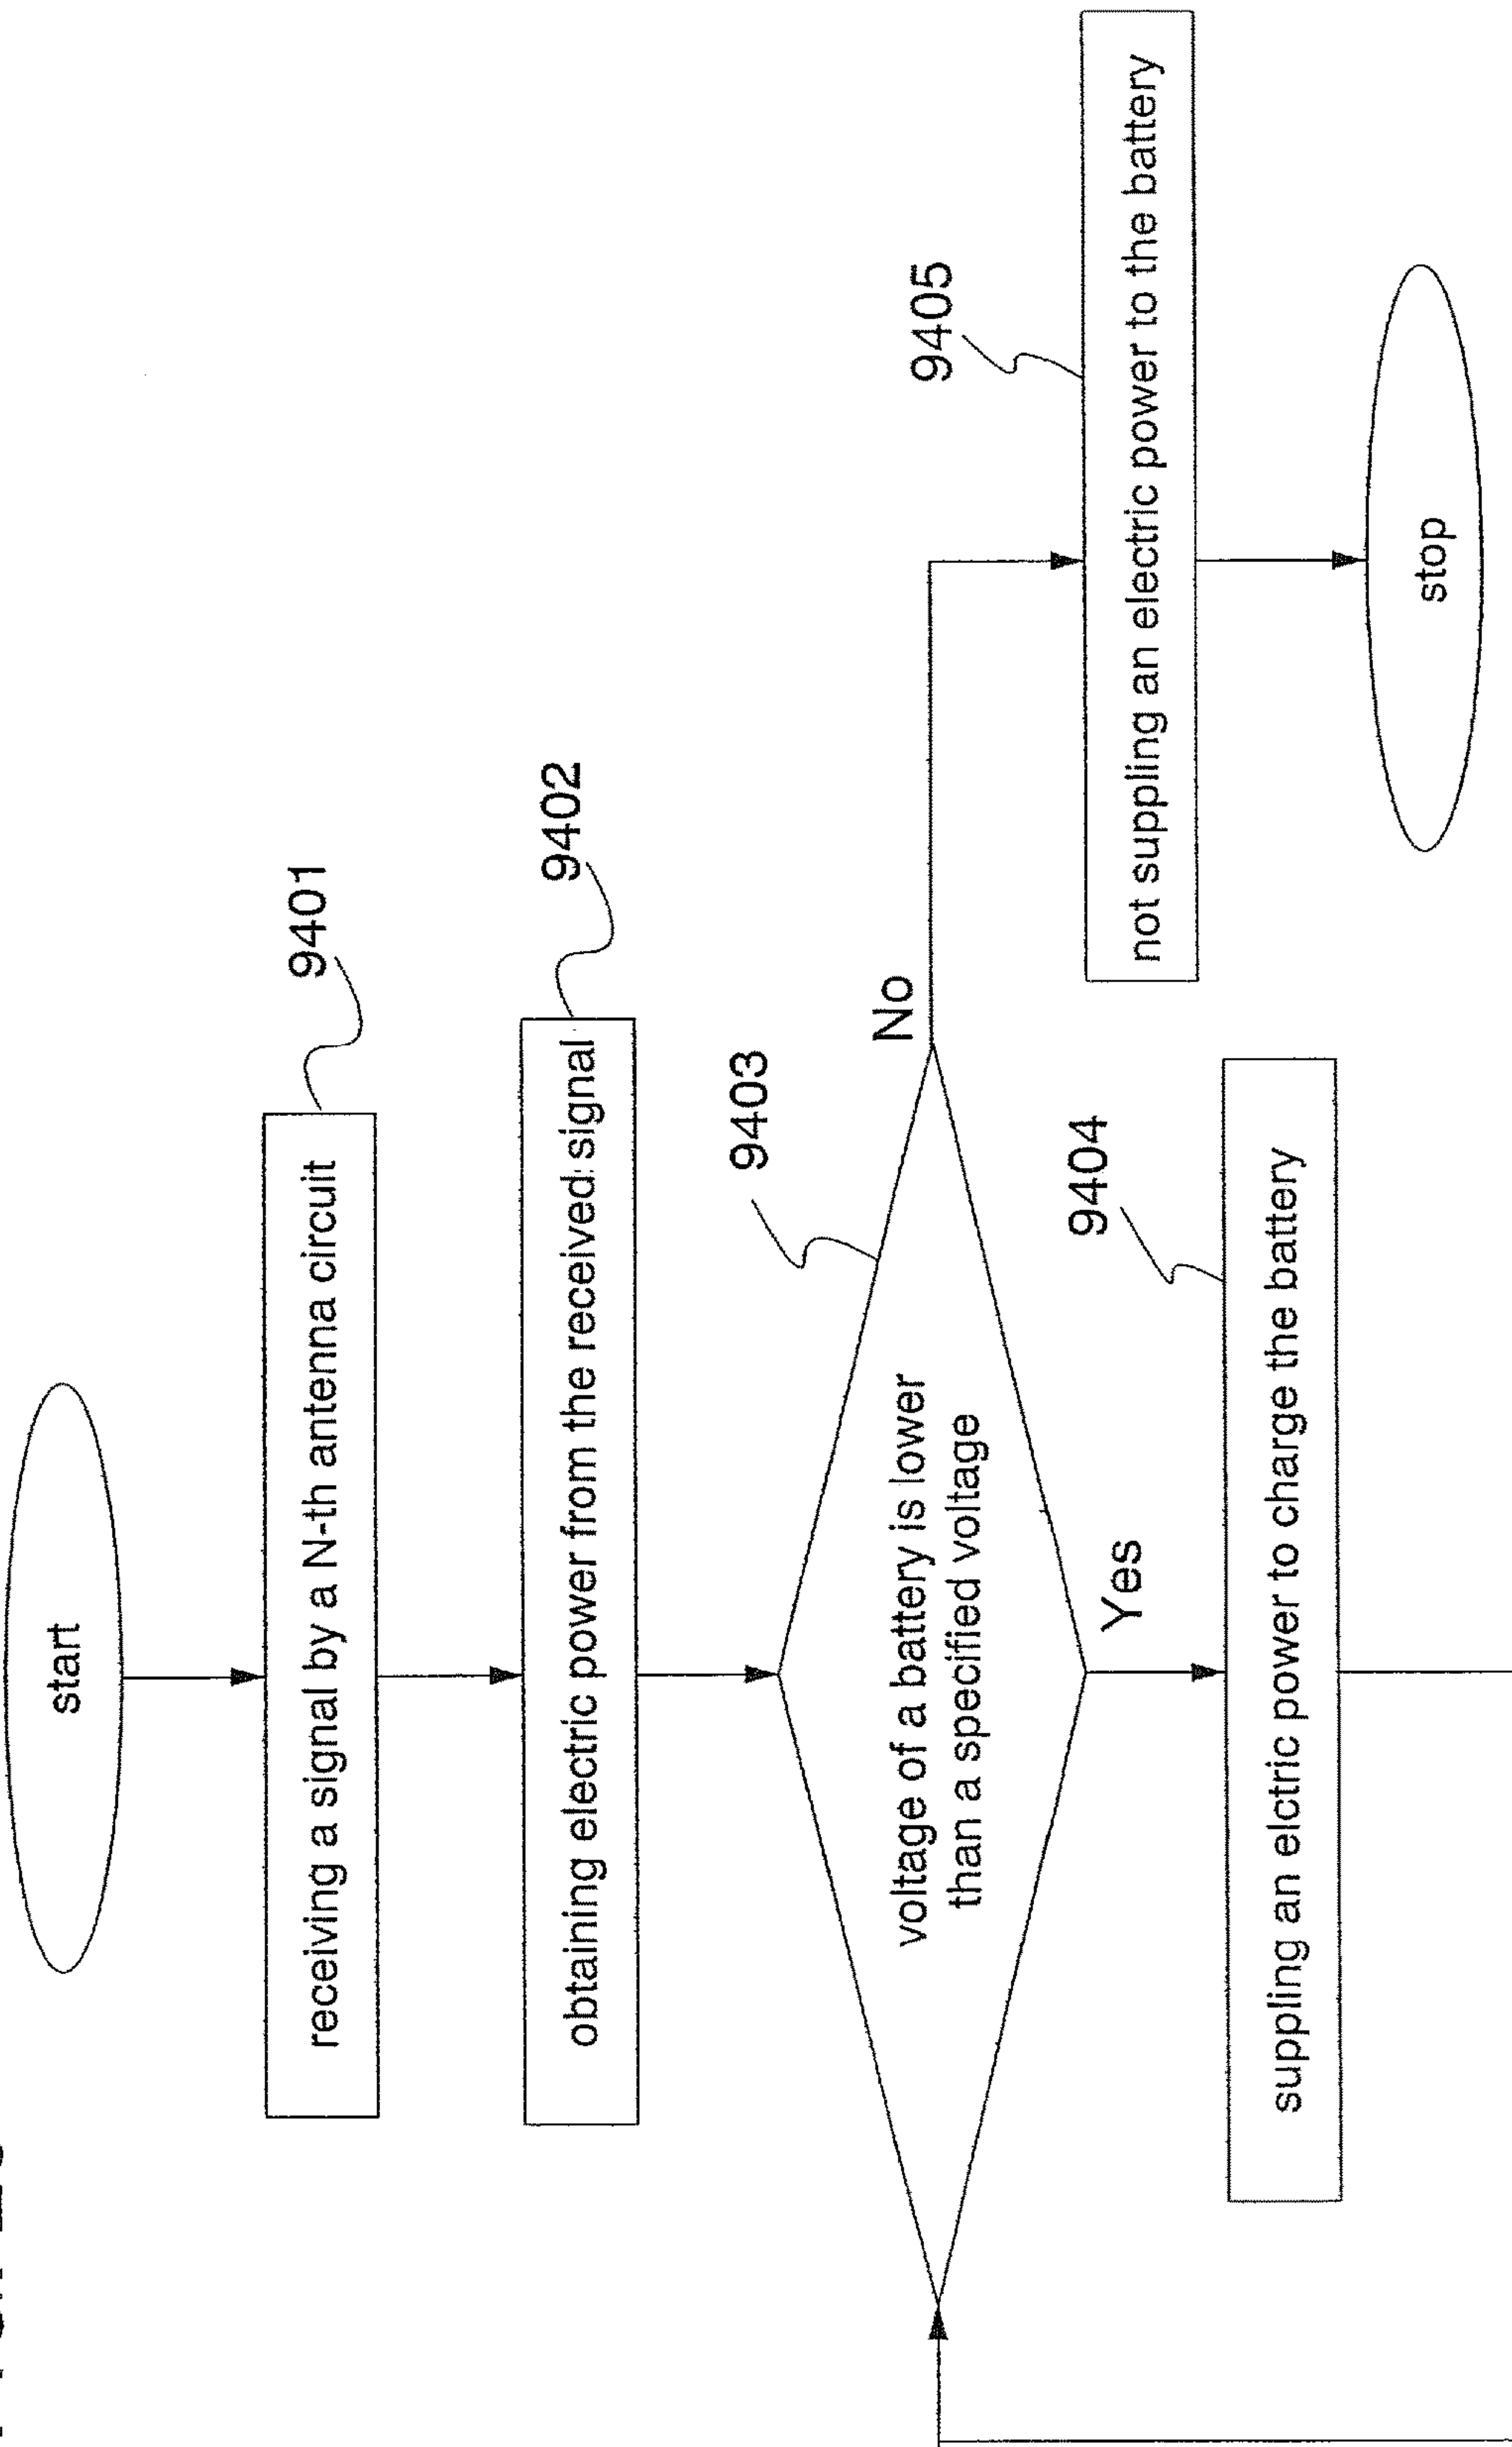 start
receiving a signal by a N-th antenna circuit
9401
obtaining electric power from the received signal
9402
voltage of a battery is lower
than a specified voltage
9403
No
Yes
suppling an elctric power to charge the battery
9404
not suppling an electric power to the battery
9405
stop